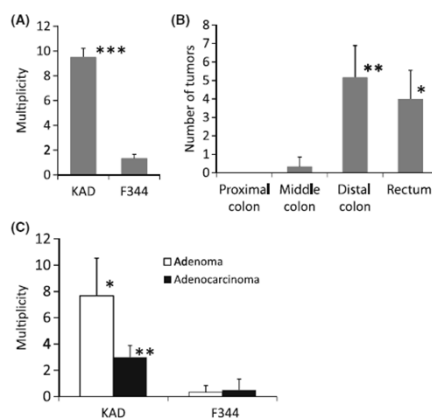 (A)
Multiplicity
12
10
8
6
4
2
0
***
KAD
F344
(B)
Number of tumors
8
7
6
5
4
3
2
1
0
**
*
Proximal colon
Middle colon
Distal colon
Rectum
(C)
Multiplicity
12
10
8
6
4
2
0
*
**
Adenoma
Adenocarcinoma
KAD
F344